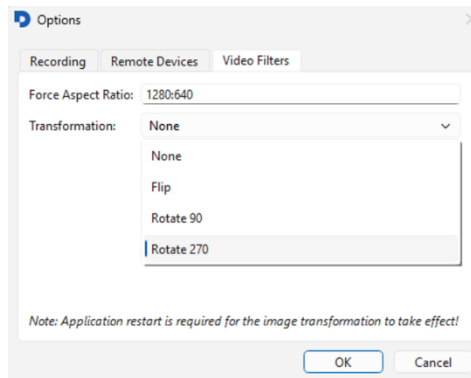 Options
Recording Remote Devices Video Filters
Force Aspect Ratio: 1280:640
Transformation: None
None
Flip
Rotate 90
Rotate 270
Note: Application restart is required for the image transformation to take effect!
OK Cancel